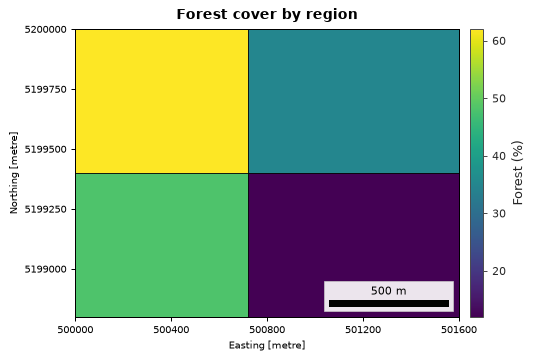 Forest cover by region
5200000
5199750
5199500
5199250
5199000
Northing [metre]
500000 500400 500800 501200 501600
Easting [metre]
500 m
60
50
40
30
20
Forest (%)